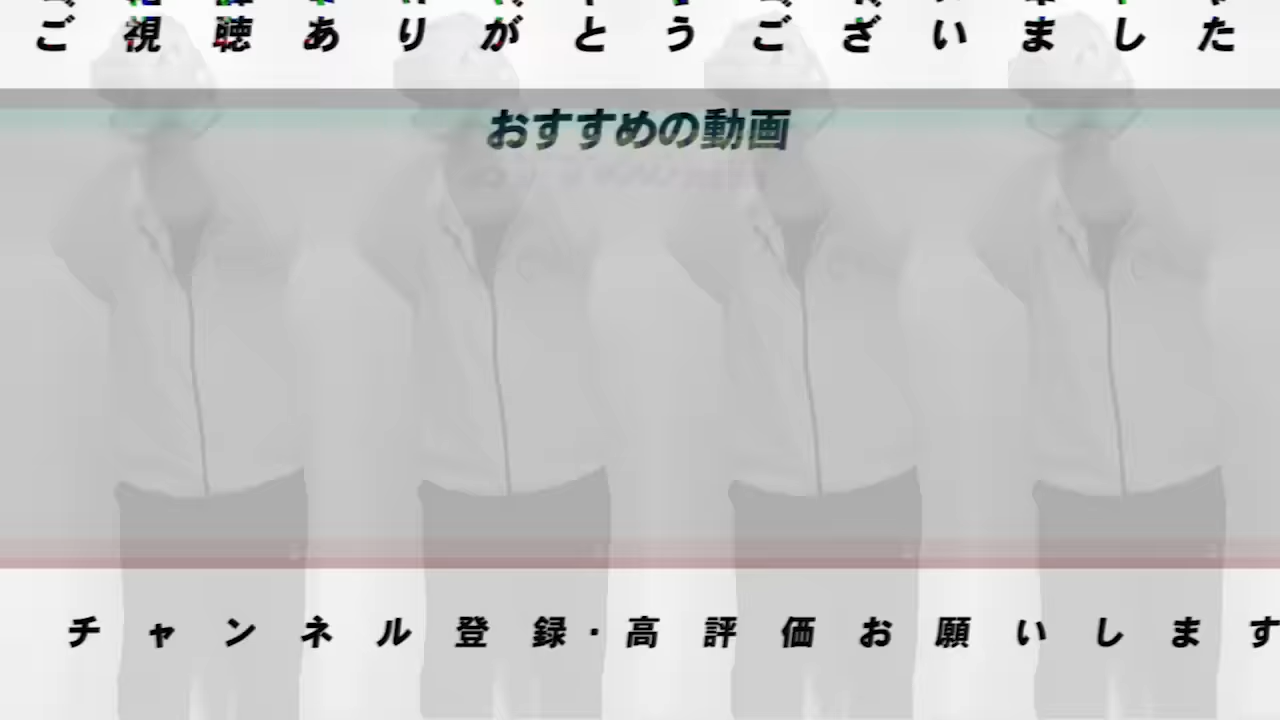 ご視聴ありがとうございました
おすすめの動画
チャンネル登録・高評価お願いします